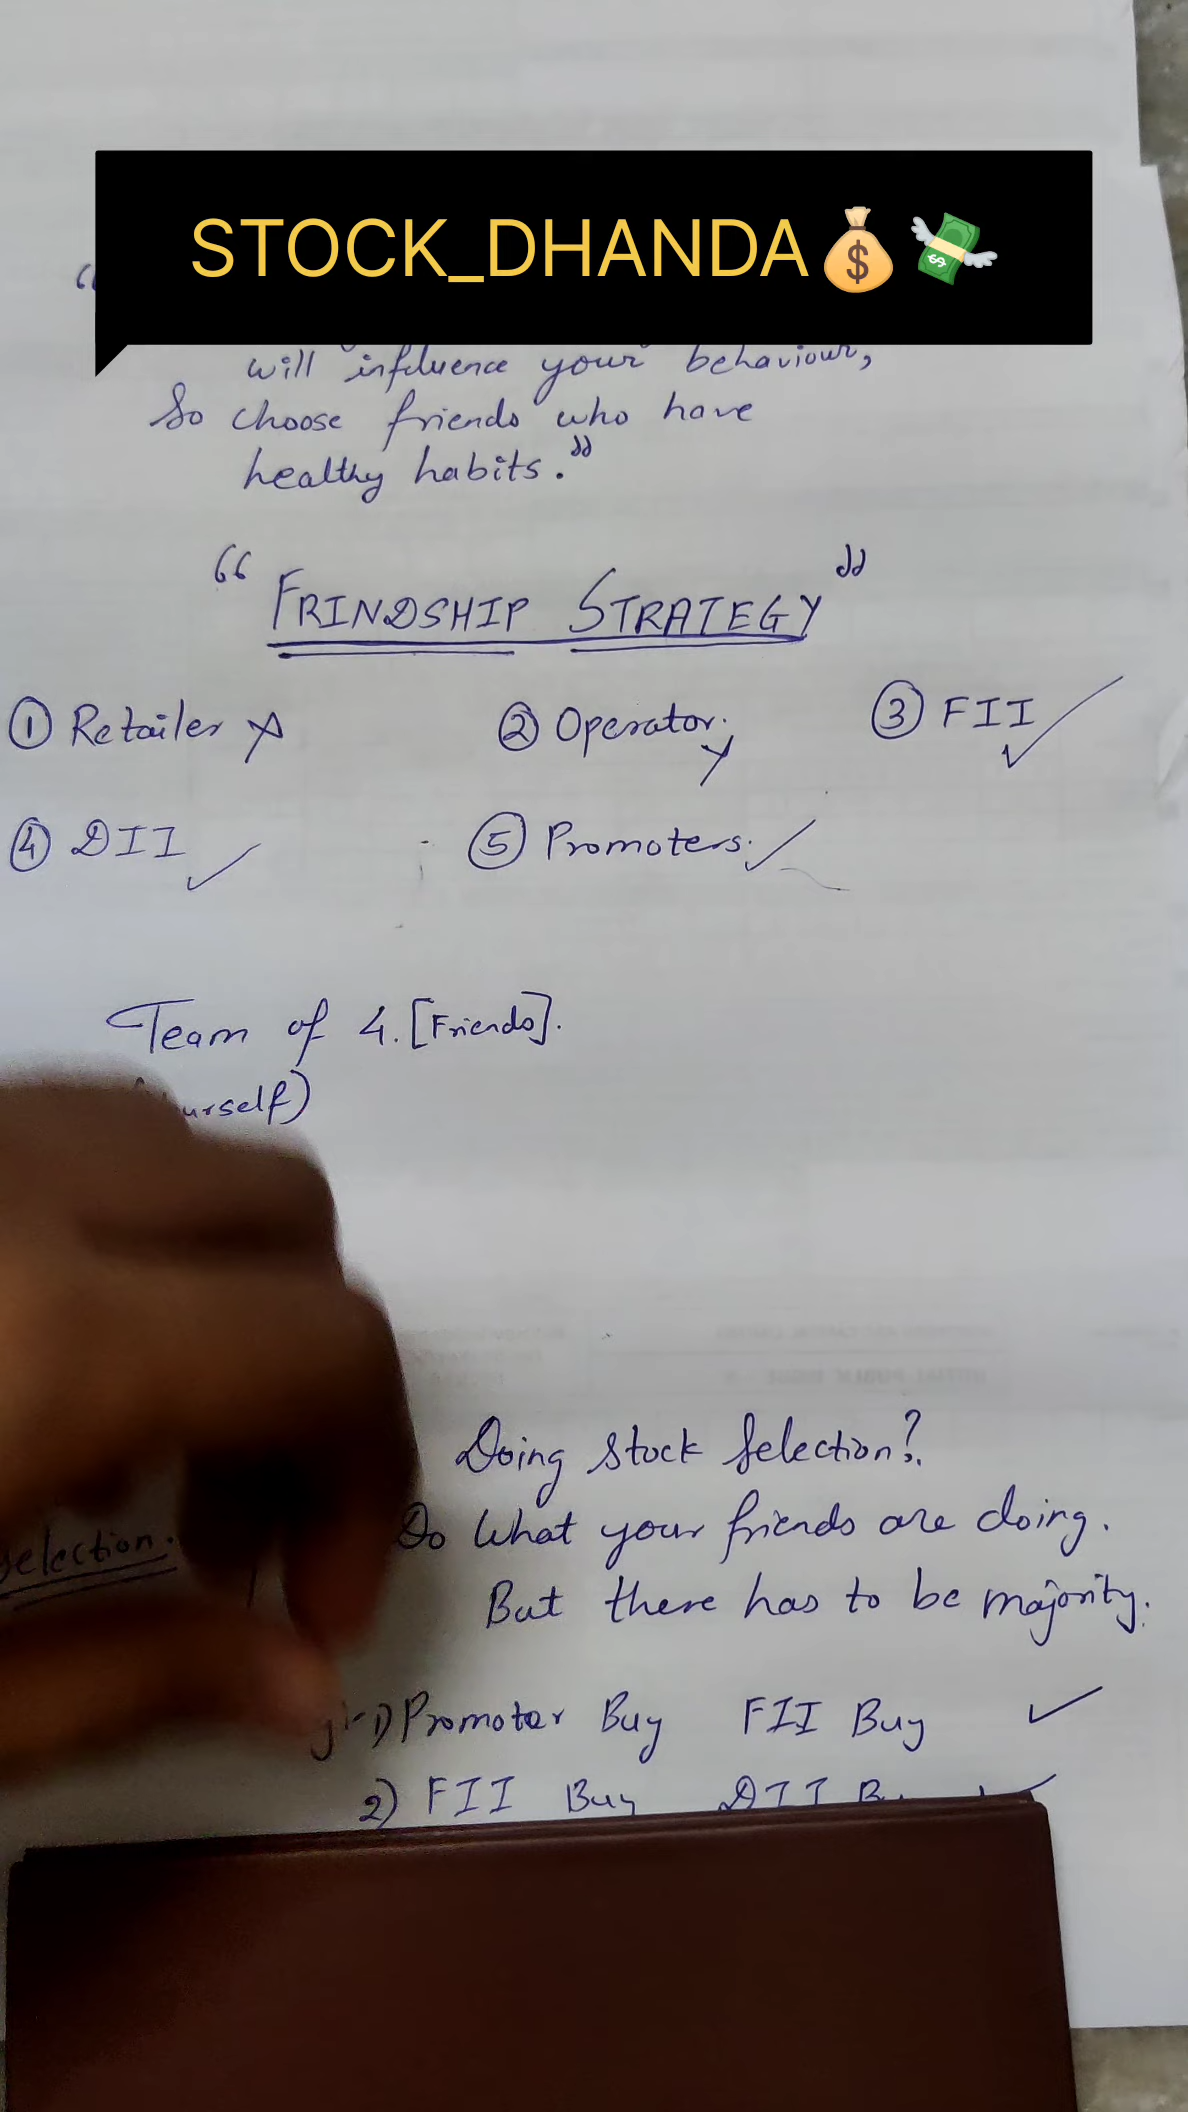 STOCK_DHANDA💰💸
“
will influence your behaviour,
So choose friends who have
healthy habits.”
“FRINDSHIP STRATEGY”
① Retailer ✗ ② Operator. ✗ ③ FII ✓
④ DII ✓ ⑤ Promoters. ✓
Team of 4. [Friends].
Doing stock selection?
selection. Do What your friends are doing.
But there has to be majority.
1) Promoter Buy FII Buy ✓
2) FII Buy DII ✓